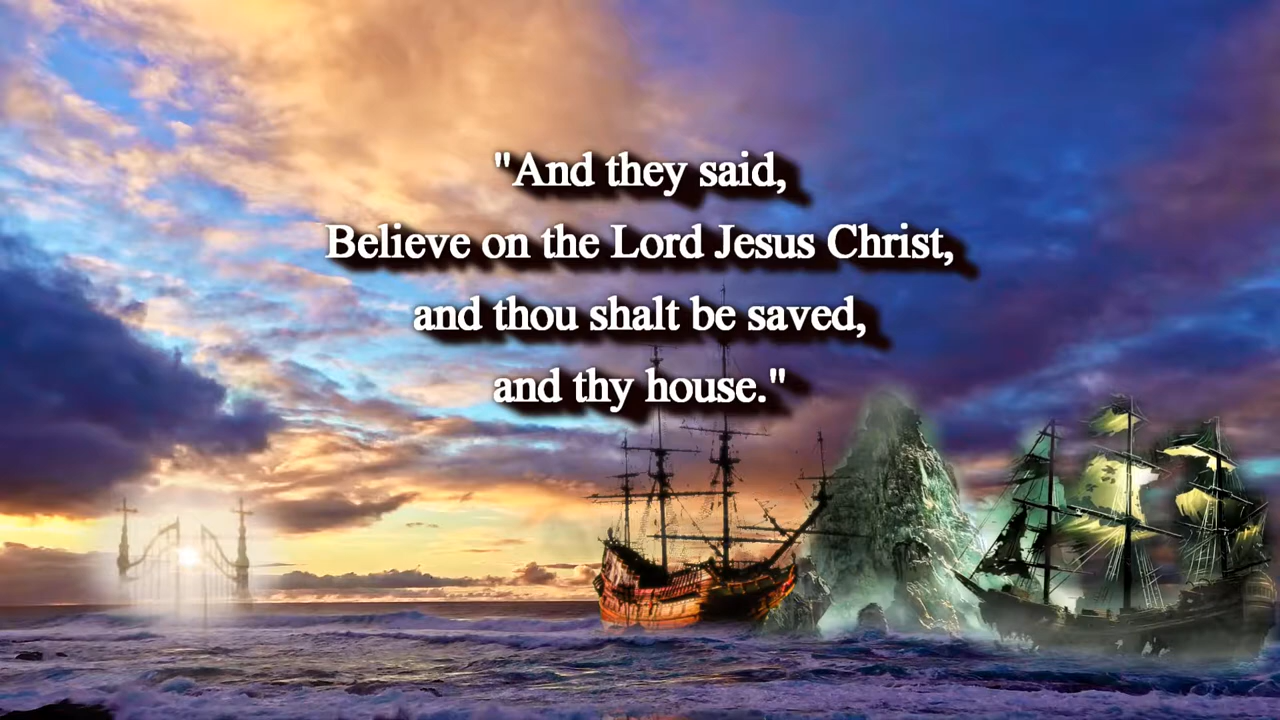 "And they said,
Believe on the Lord Jesus Christ,
and thou shalt be saved,
and thy house."